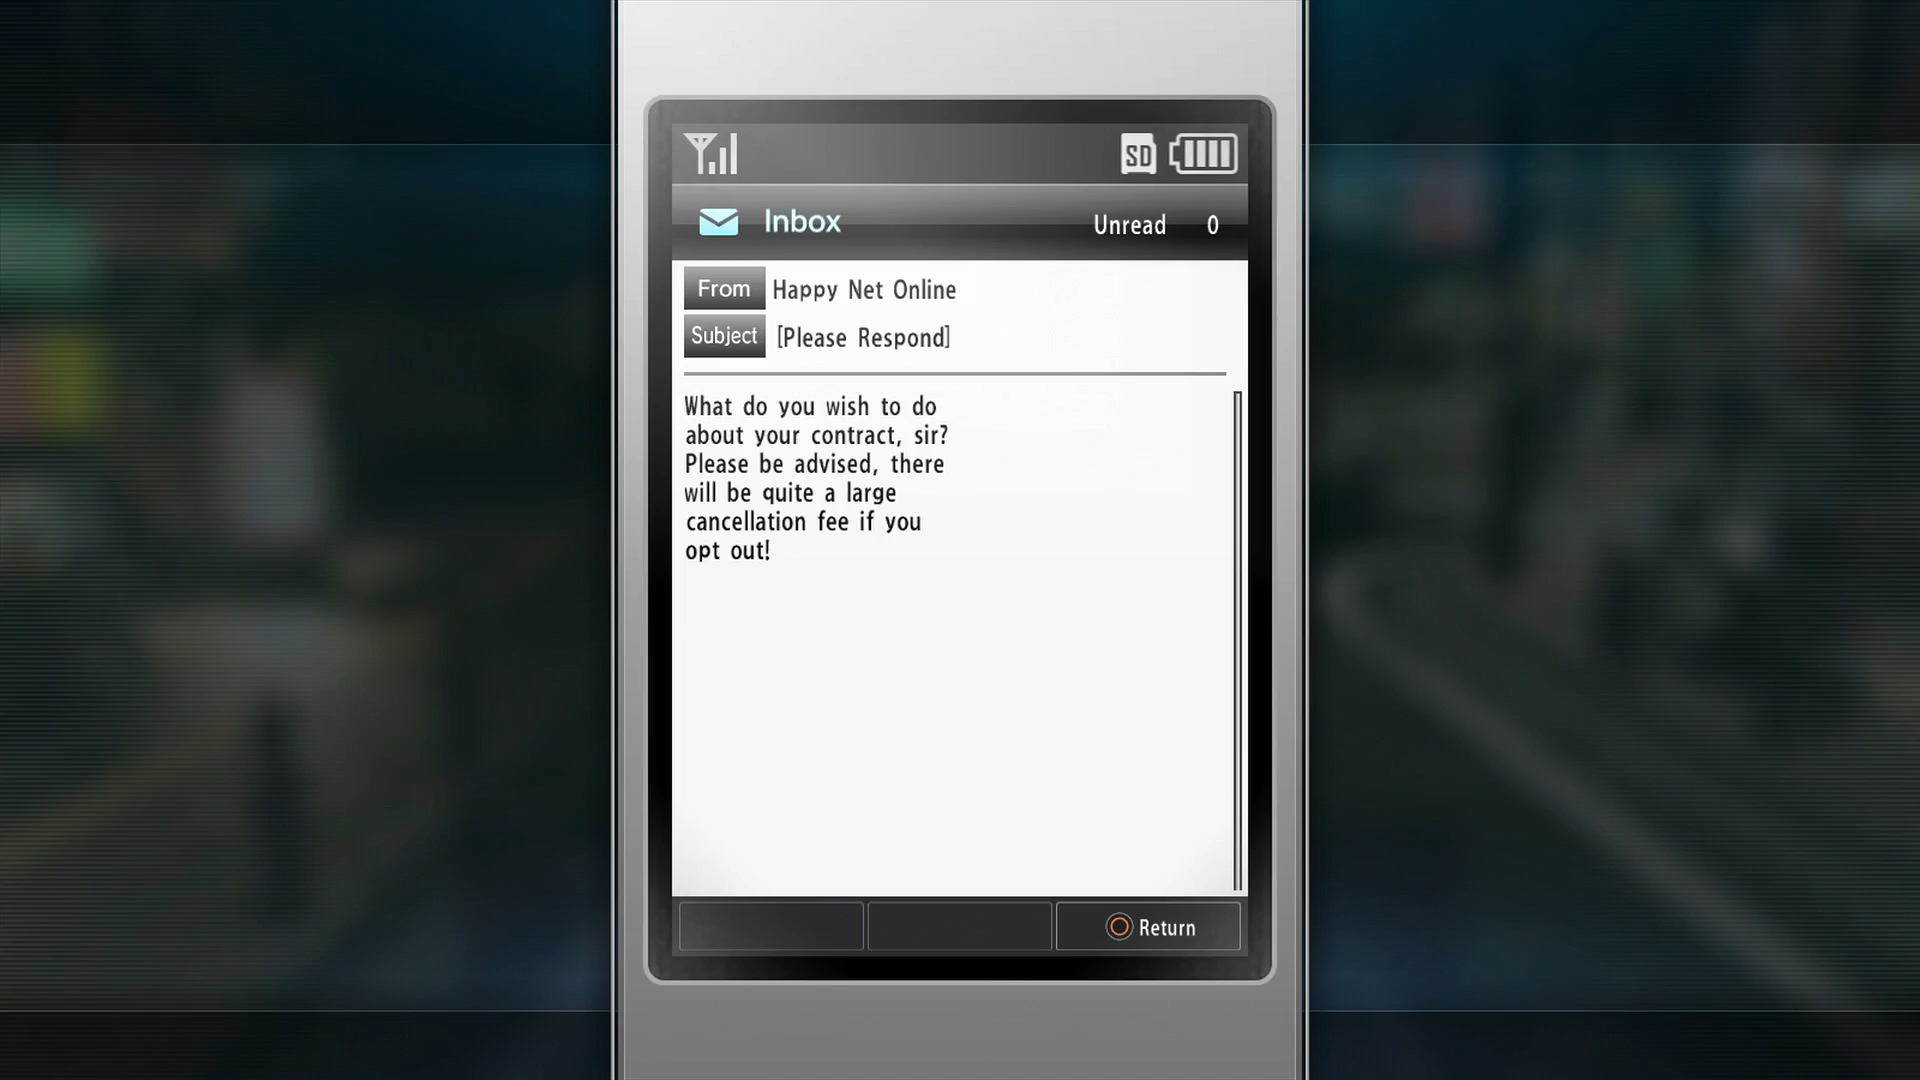 SD
Inbox
Unread 0
From Happy Net Online
Subject [Please Respond]
What do you wish to do
about your contract, sir?
Please be advised, there
will be quite a large
cancellation fee if you
opt out!
Return